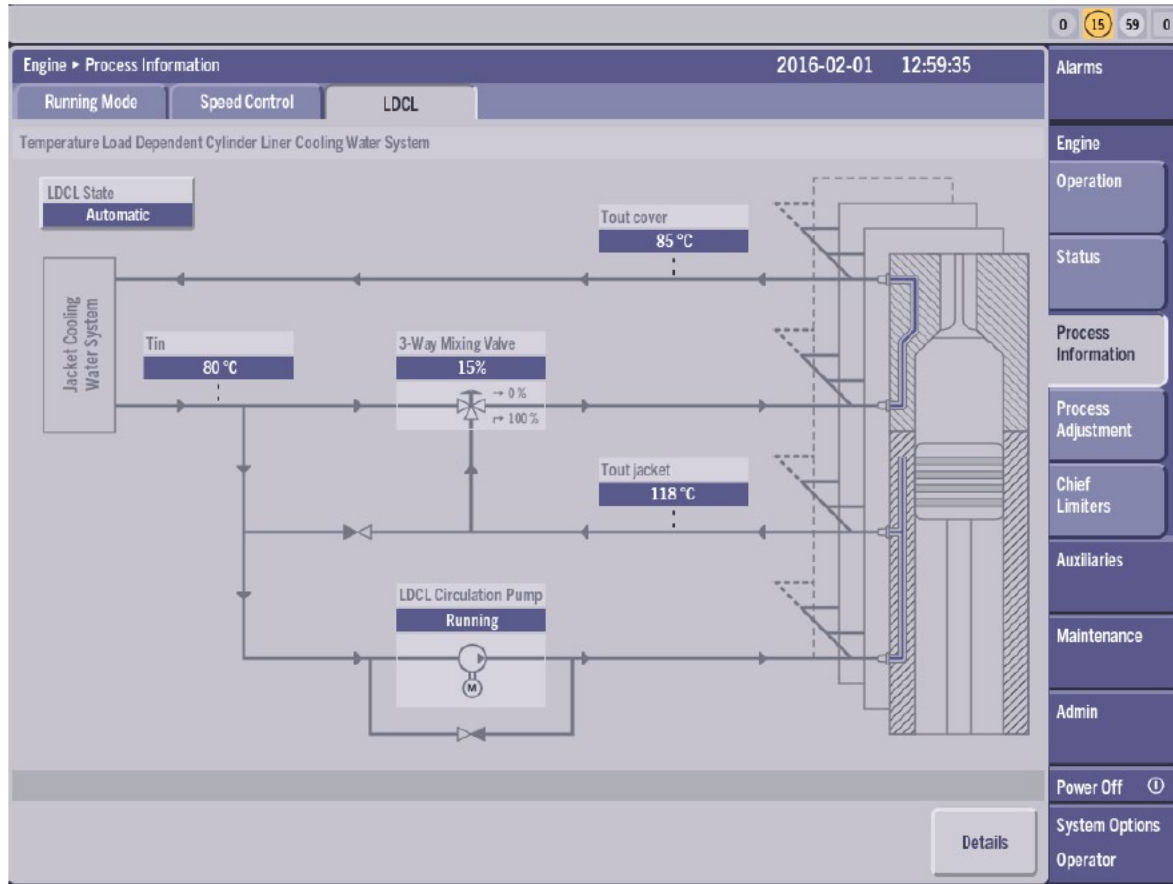 0 15 59 0
Engine ▸ Process Information 2016-02-01 12:59:35
Running Mode Speed Control LDCL
Temperature Load Dependent Cylinder Liner Cooling Water System
LDCL State
Automatic
Tout cover
85 °C
Jacket Cooling
Water System
Tin
80 °C
3-Way Mixing Valve
15%
→ 0 %
↱ 100 %
Tout jacket
118 °C
LDCL Circulation Pump
Running
M
Details
Alarms
Engine
Operation
Status
Process
Information
Process
Adjustment
Chief
Limiters
Auxiliaries
Maintenance
Admin
Power Off
System Options
Operator